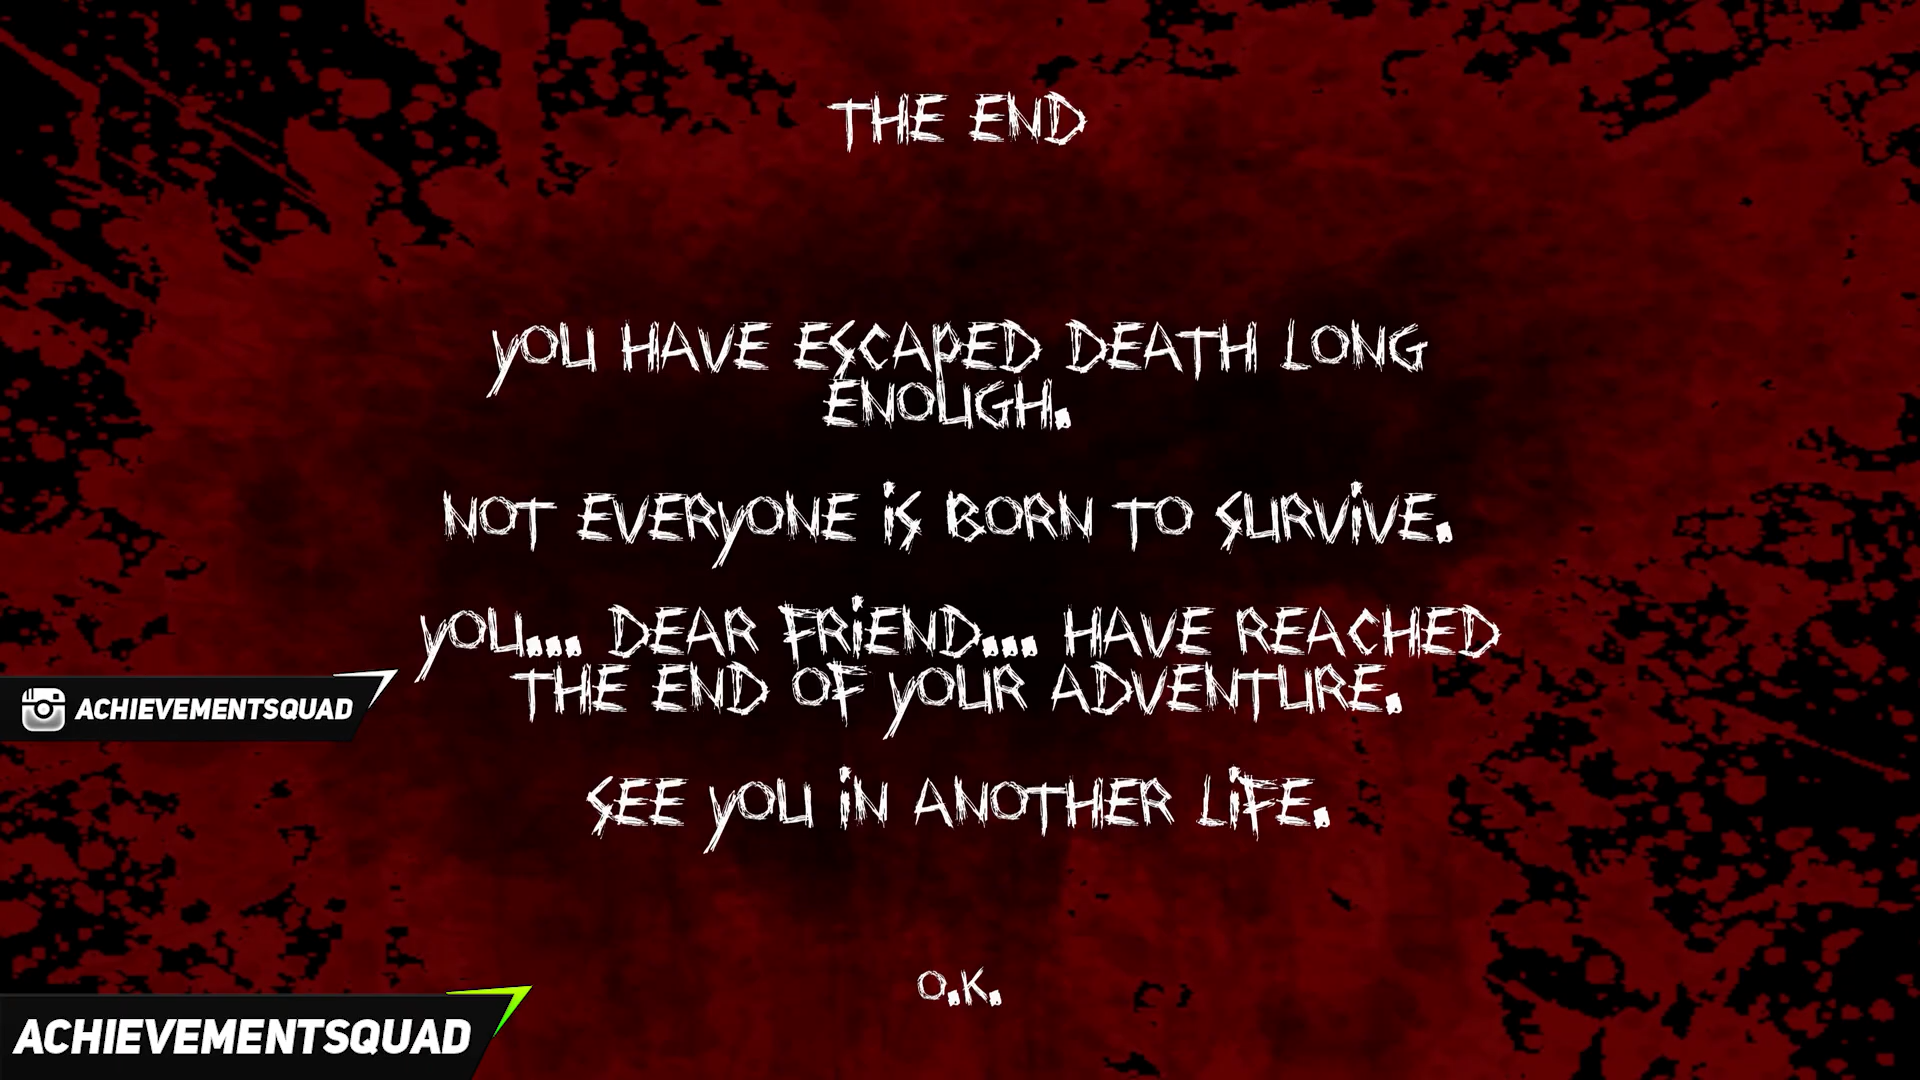 THE END
YOU HAVE ESCAPED DEATH LONG
ENOUGH.
NOT EVERYONE iS BORN TO SURViVE.
YOU... DEAR FRiEND... HAVE REACHED
THE END OF YOUR ADVENTURE.
SEE YOU iN ANOTHER LiFE.
O.K.
ACHIEVEMENTSQUAD
ACHIEVEMENTSQUAD